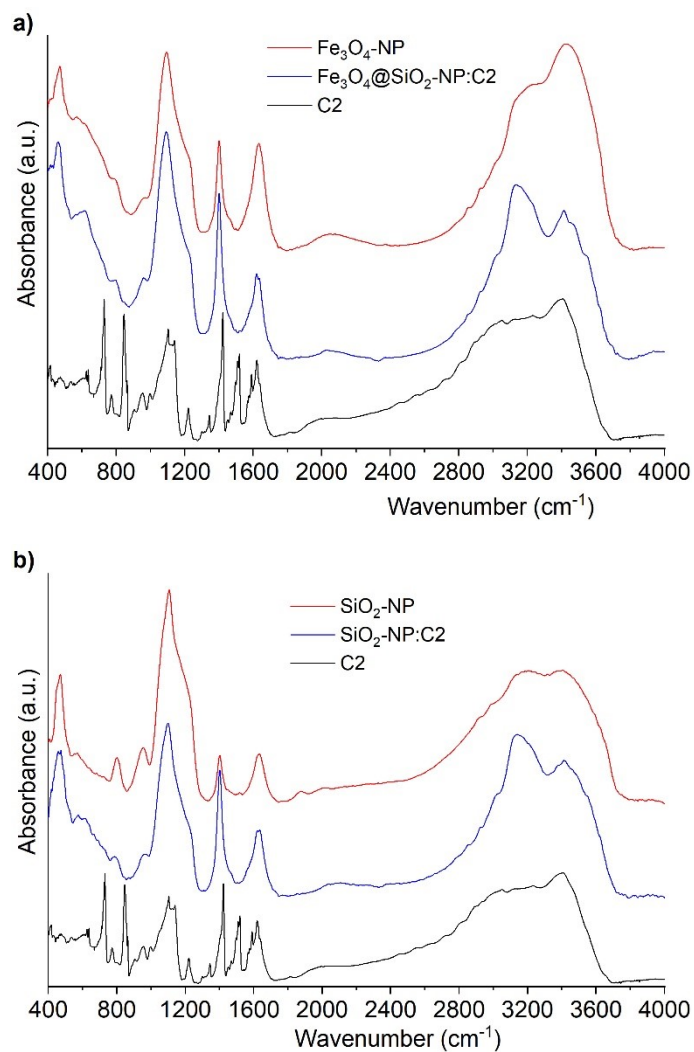 a)
Fe₃O₄-NP
Fe₃O₄@SiO₂-NP:C2
C2
Absorbance (a.u.)
400 800 1200 1600 2000 2400 2800 3200 3600 4000
Wavenumber (cm⁻¹)
b)
SiO₂-NP
SiO₂-NP:C2
C2
Absorbance (a.u.)
400 800 1200 1600 2000 2400 2800 3200 3600 4000
Wavenumber (cm⁻¹)